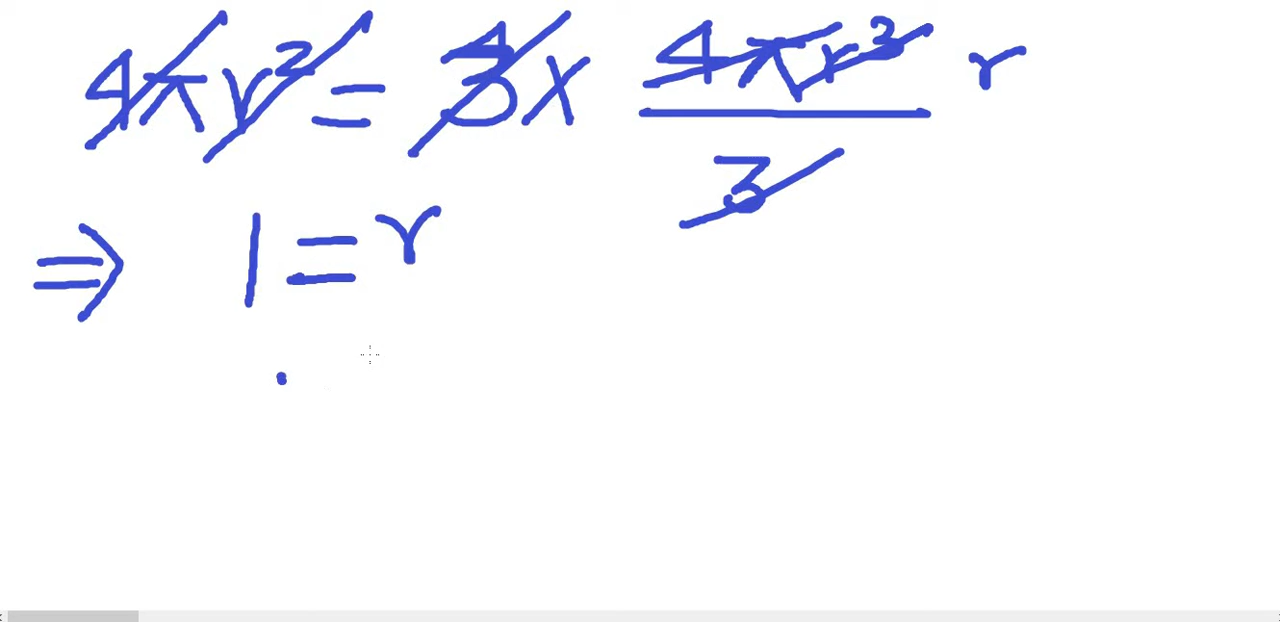 4πr² = 3 x 4πr³ r
3
⇒ 1 = r